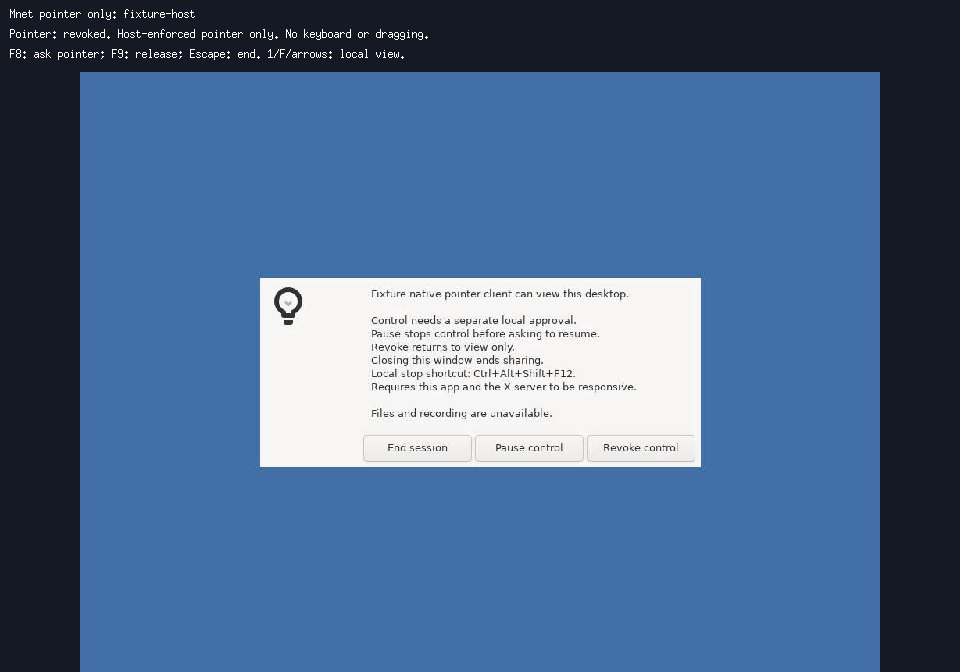 Mnet pointer only: fixture-host
Pointer: revoked. Host-enforced pointer only. No keyboard or dragging.
F8: ask pointer; F9: release; Escape: end. 1/F/arrows: local view.
Fixture native pointer client can view this desktop.
Control needs a separate local approval.
Pause stops control before asking to resume.
Revoke returns to view only.
Closing this window ends sharing.
Local stop shortcut: Ctrl+Alt+Shift+F12.
Requires this app and the X server to be responsive.
Files and recording are unavailable.
End session Pause control Revoke control